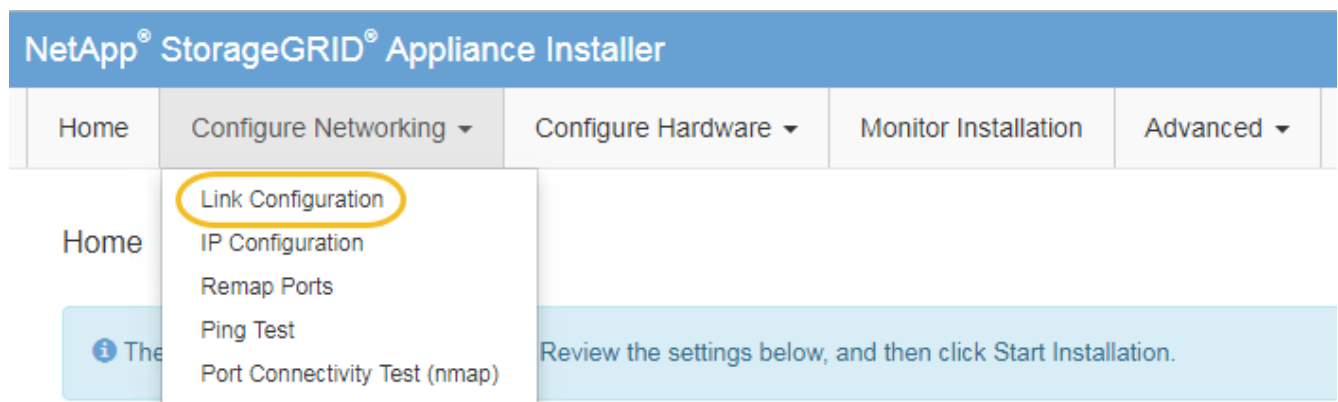 NetApp® StorageGRID® Appliance Installer
Home Configure Networking Configure Hardware Monitor Installation Advanced
Link Configuration
Home IP Configuration
Remap Ports
Ping Test
The Review the settings below, and then click Start Installation.
Port Connectivity Test (nmap)